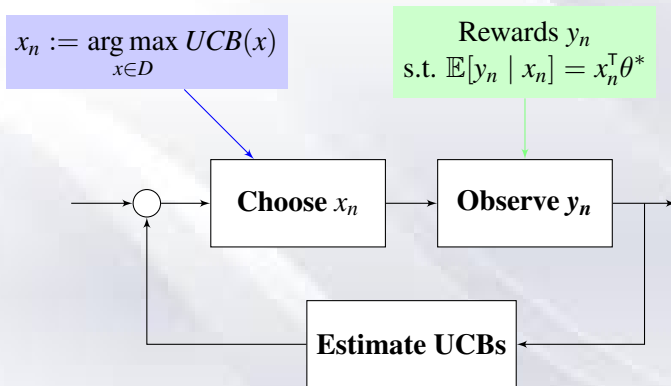 x_n := arg max UCB(x)
x∈D
Rewards y_n
s.t. 𝔼[y_n | x_n] = x_n^⊤ θ*
Choose x_n
Observe y_n
Estimate UCBs